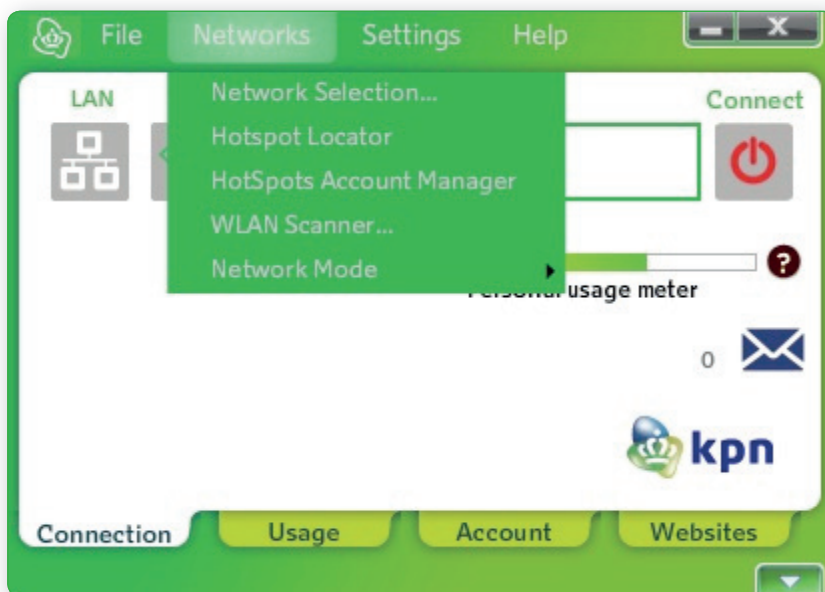 File Networks Settings Help
Network Selection...
LAN
Connect
Hotspot Locator
HotSpots Account Manager
WLAN Scanner...
Network Mode
?
usage meter
0
kpn
Connection Usage Account Websites